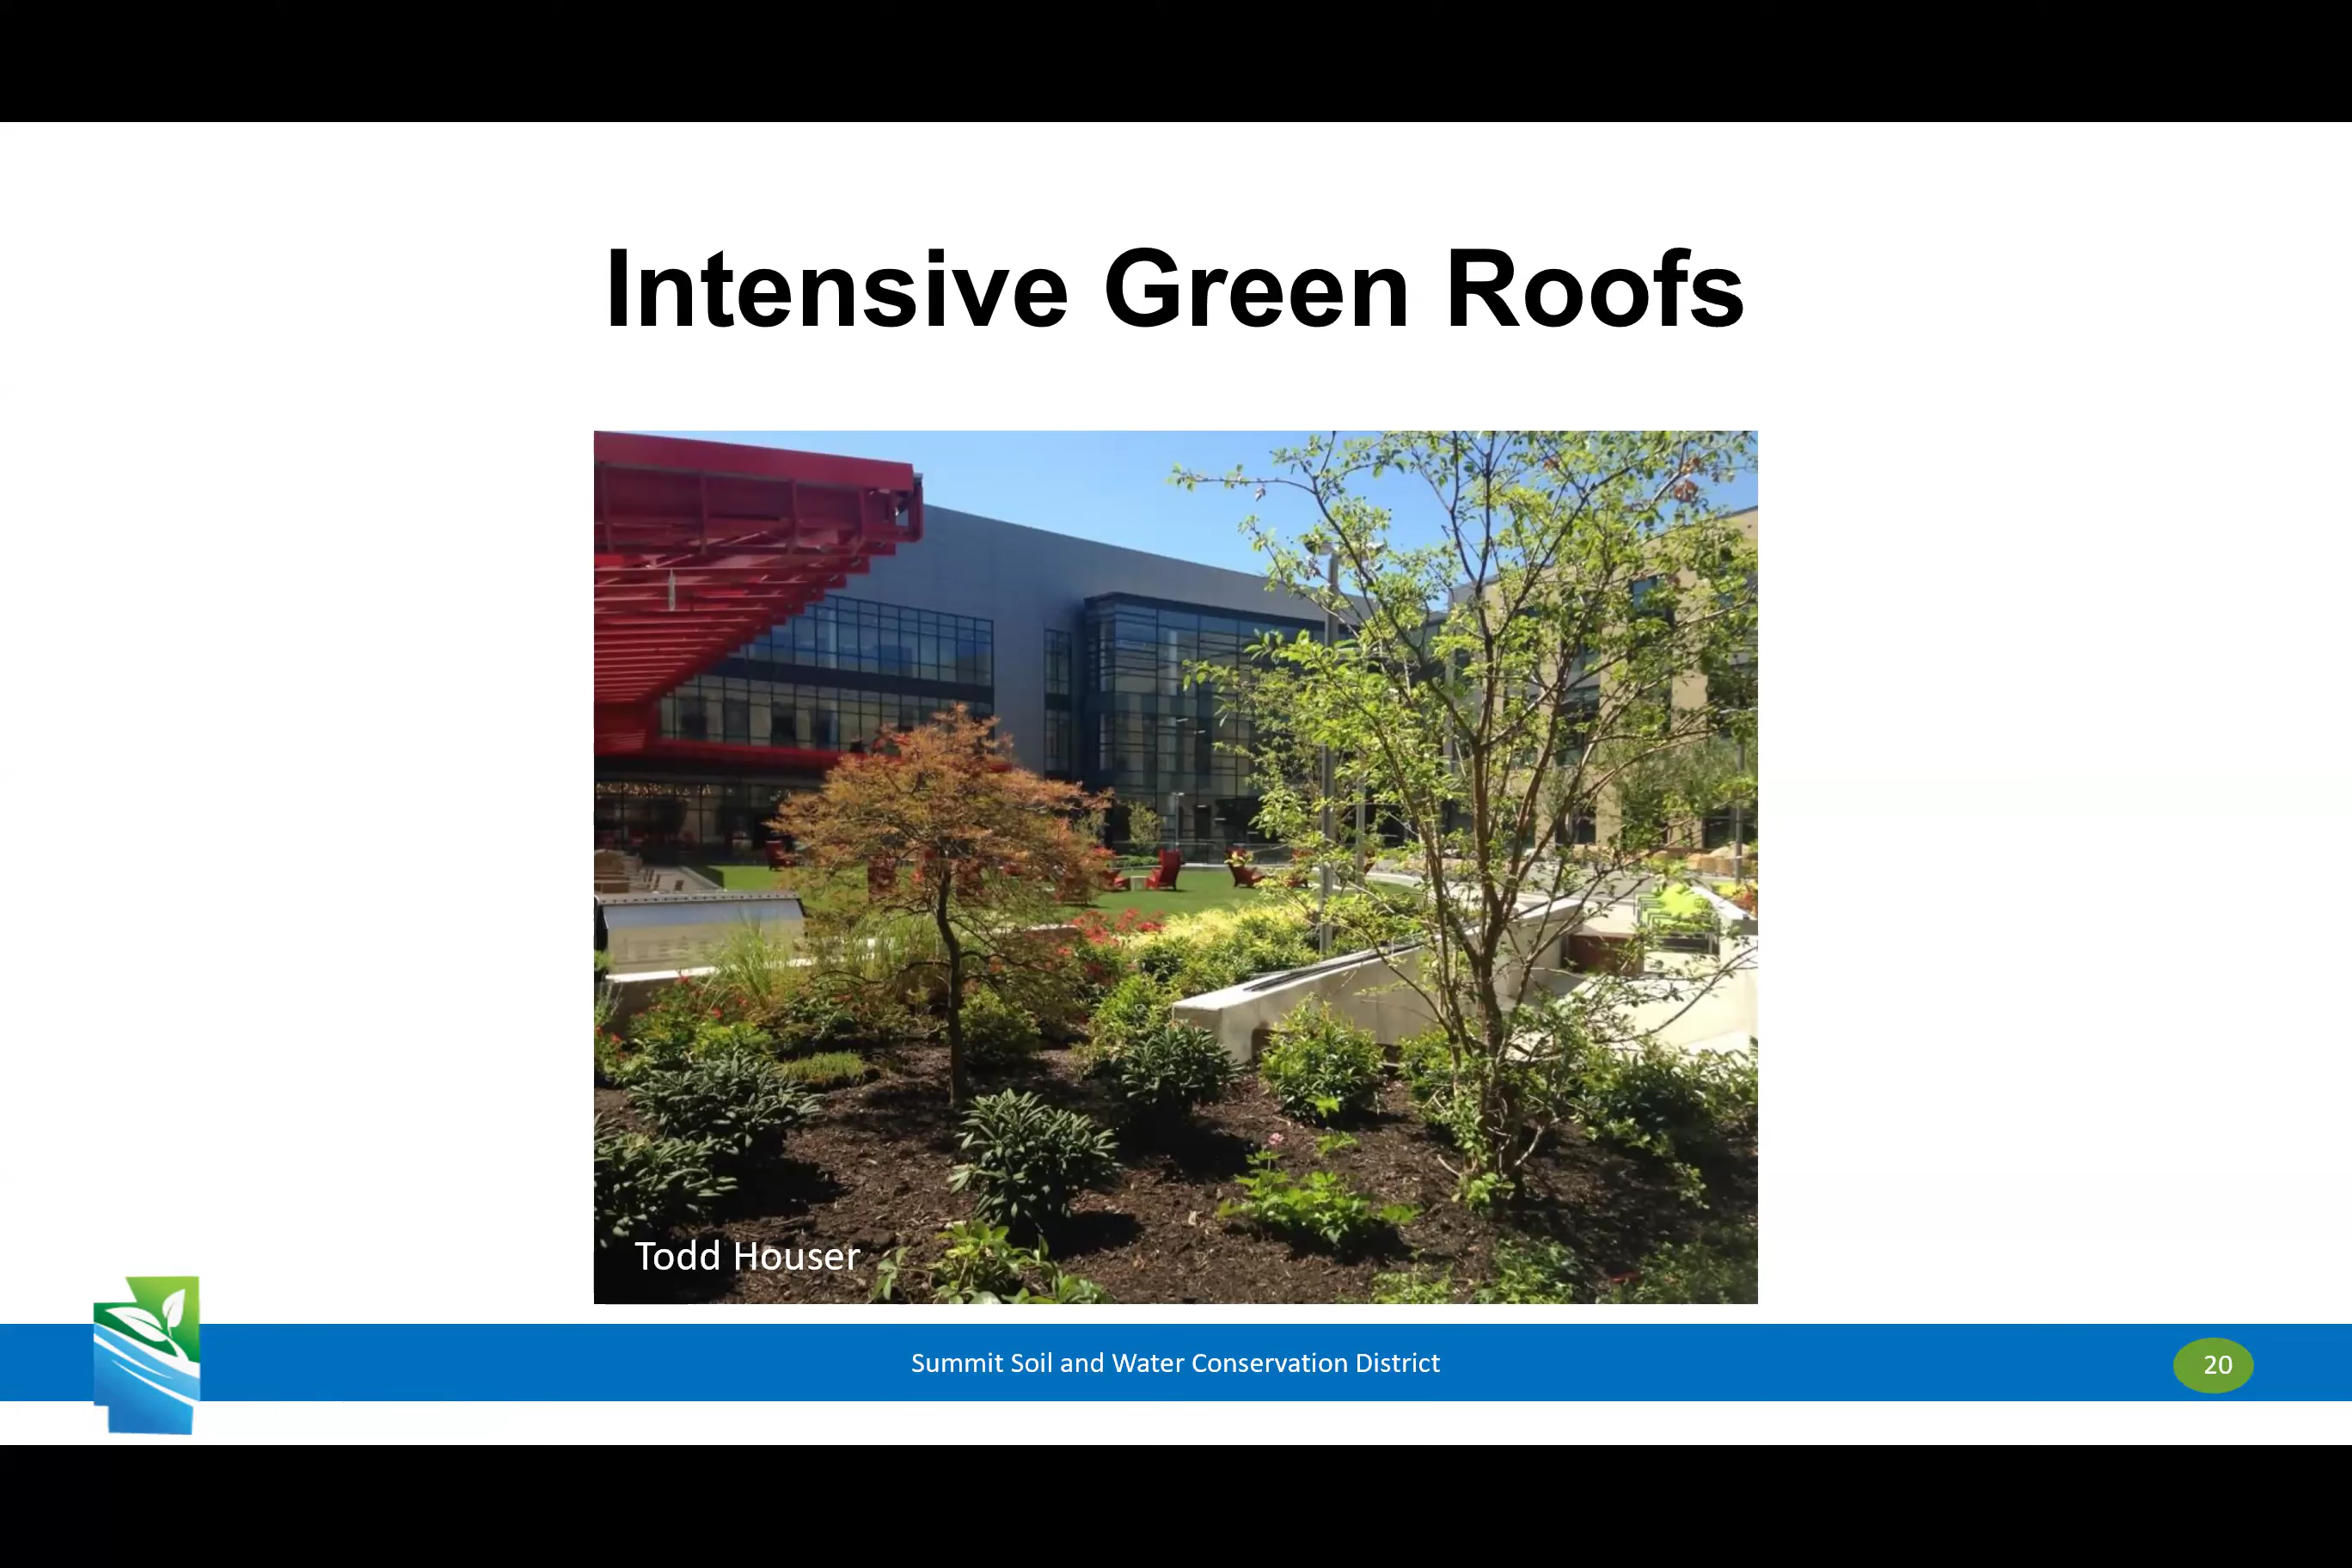 Intensive Green Roofs
Todd Houser
Summit Soil and Water Conservation District
20